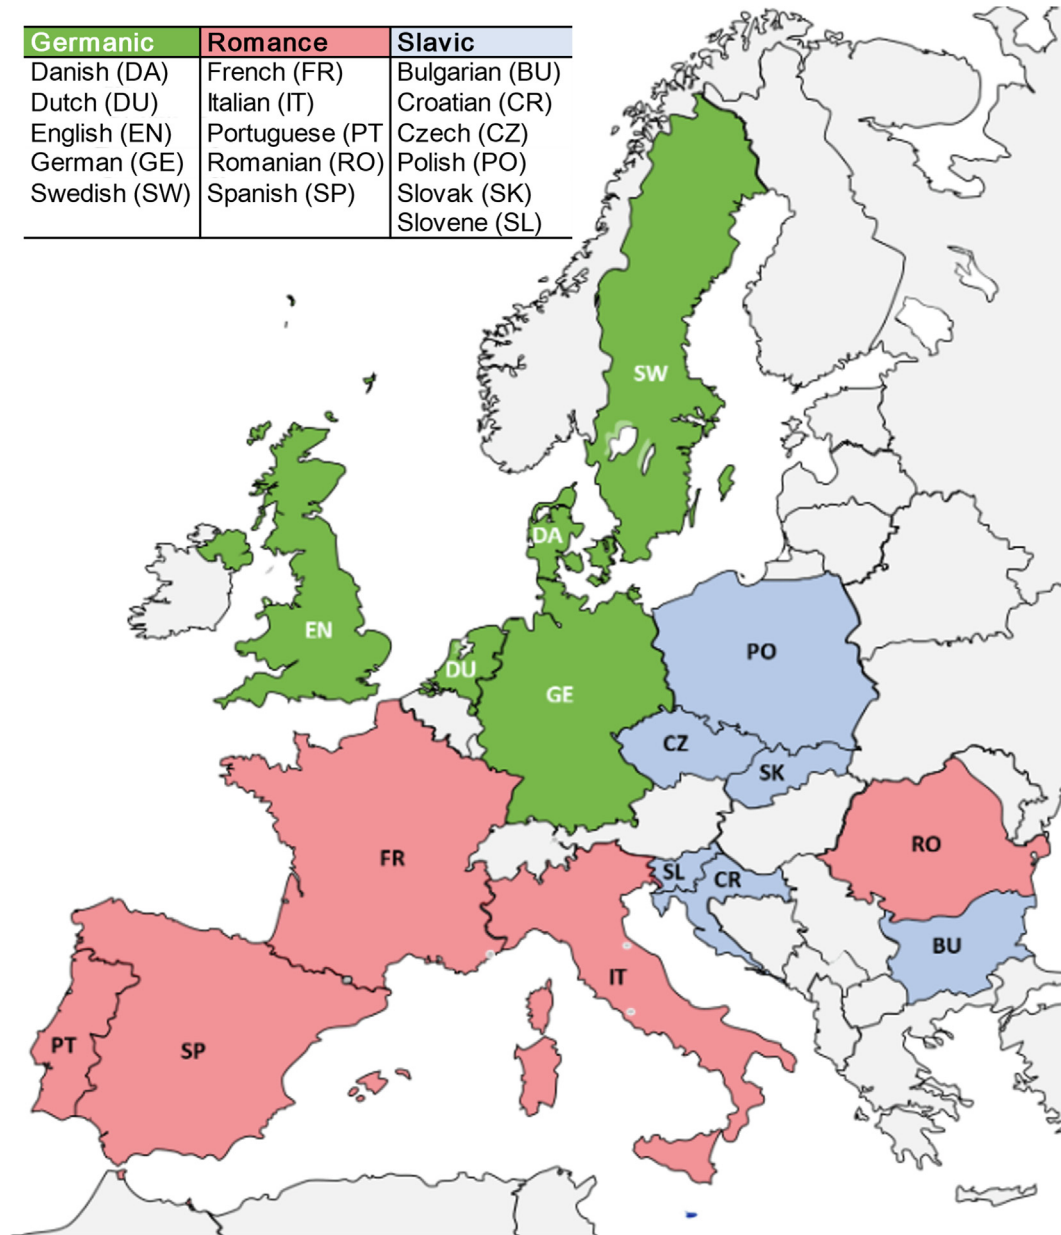 Germanic Romance Slavic
Danish (DA) French (FR) Bulgarian (BU)
Dutch (DU) Italian (IT) Croatian (CR)
English (EN) Portuguese (PT Czech (CZ)
German (GE) Romanian (RO) Polish (PO)
Swedish (SW) Spanish (SP) Slovak (SK)
Slovene (SL)
SW
DA
EN
PO
DU
GE
CZ
SK
RO
FR
SL
CR
BU
IT
PT
SP